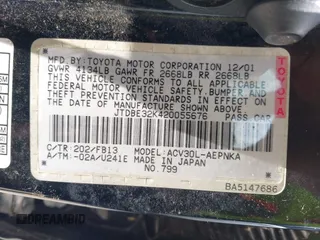 MFD. BY: TOYOTA MOTOR CORPORATION 12/01
GVWR 4134LB GAWR FR 2668LB RR 2668LB
THIS VEHICLE CONFORMS TO ALL APPLICABLE
FEDERAL MOTOR VEHICLE SAFETY, BUMPER, AND
THEFT PREVENTION STANDARDS IN EFFECT ON
THE DATE OF MANUFACTURE SHOWN ABOVE.
JTDBE32K420055676 PASS CAR
C/TR: 202/FB13 MODEL: ACV30L-AEPNKA
A/TM: -02A/U241E MADE IN JAPAN
NO. 799
BA5147686
TOYOTA
DREAMBID